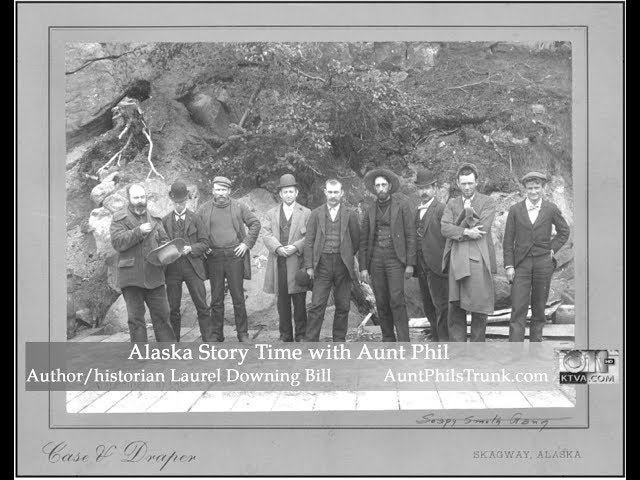 Alaska Story Time with Aunt Phil
Author/historian Laurel Downing Bill AuntPhilsTrunk.com
KTVA.COM
Soapy Smith Gang
Case & Draper SKAGWAY, ALASKA.